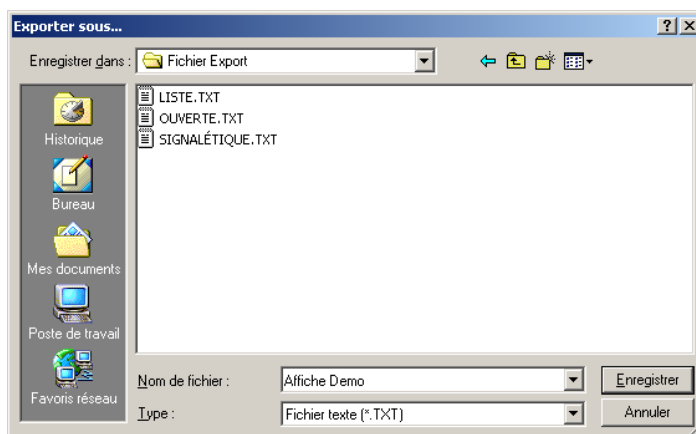 Exporter sous...
Enregistrer dans :
Fichier Export
LISTE.TXT
OUVERTE.TXT
SIGNALÉTIQUE.TXT
Historique
Bureau
Mes documents
Poste de travail
Favoris réseau
Nom de fichier :
Affiche Demo
Enregistrer
Type :
Fichier texte (*.TXT)
Annuler